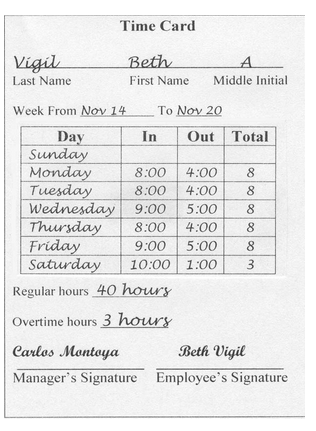 Time Card
Vigil Beth A
Last Name First Name Middle Initial
Week From Nov 14 To Nov 20
Day In Out Total
Sunday
Monday 8:00 4:00 8
Tuesday 8:00 4:00 8
Wednesday 9:00 5:00 8
Thursday 8:00 4:00 8
Friday 9:00 5:00 8
Saturday 10:00 1:00 3
Regular hours 40 hours
Overtime hours 3 hours
Carlos Montoya Beth Vigil
Manager's Signature Employee's Signature